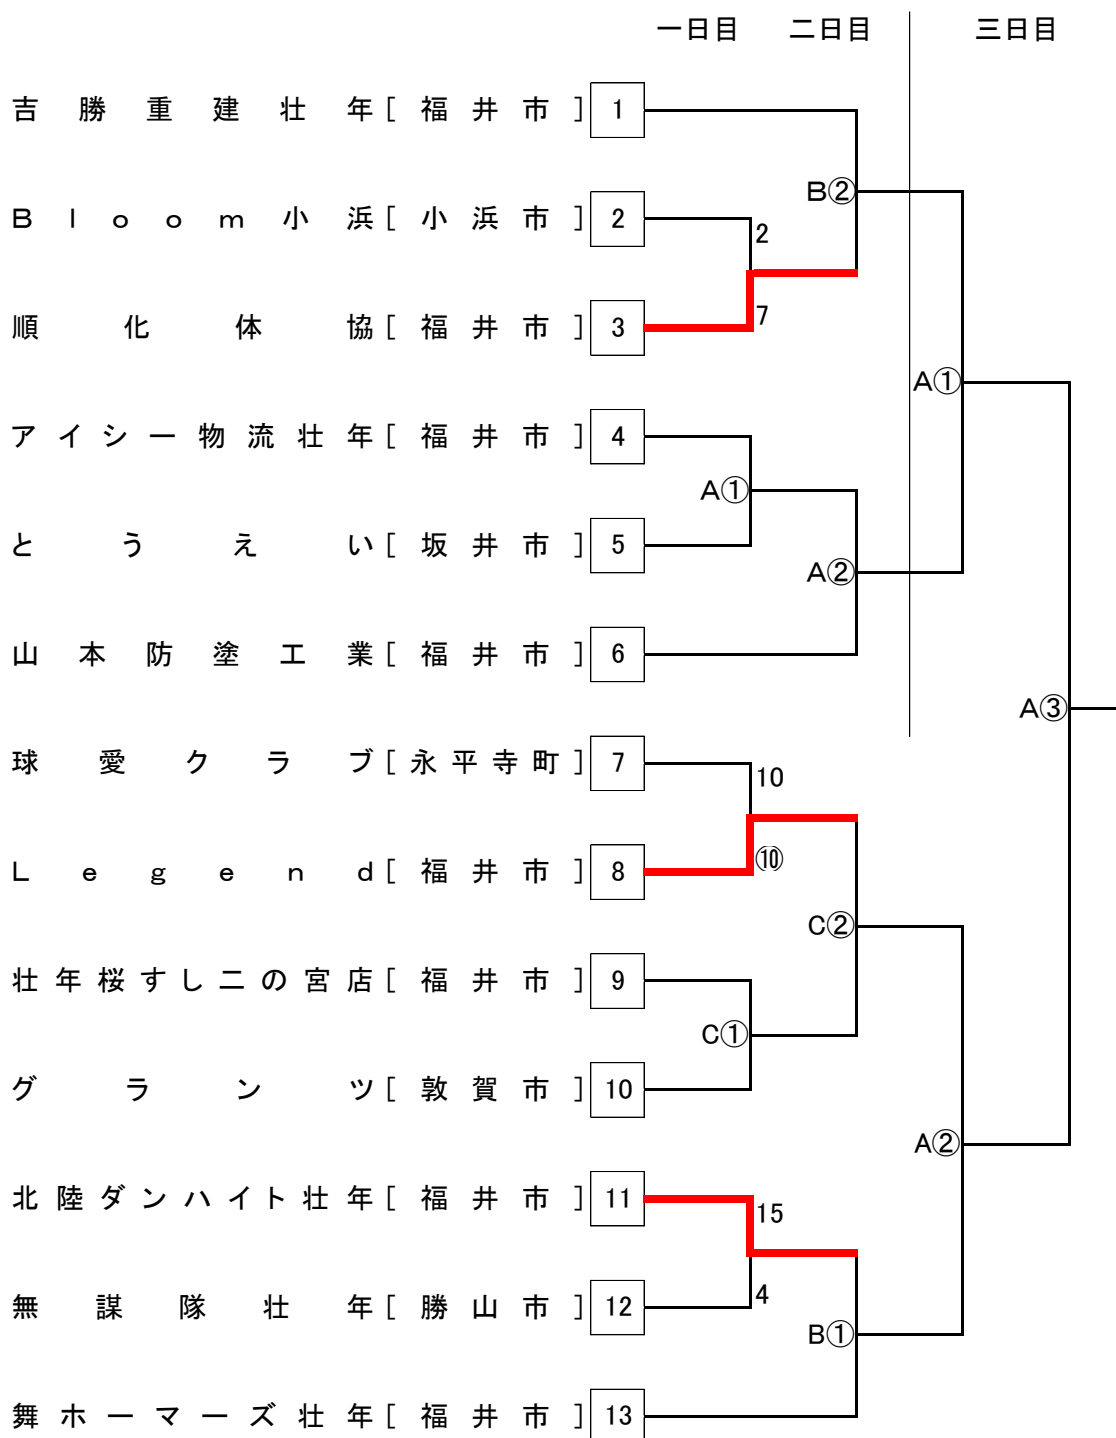 一日目 二日目 三日目
吉勝重建壮年[福井市] 1
B②
Bloom小浜[小浜市] 2
2
順化体協[福井市] 3
7
A①
アイシー物流壮年[福井市] 4
A①
とうえい[坂井市] 5
A②
山本防塗工業[福井市] 6
A③
球愛クラブ[永平寺町] 7
10
Legend[福井市] 8
⑩
C②
壮年桜すし二の宮店[福井市] 9
C①
グランツ[敦賀市] 10
A②
北陸ダンハイト壮年[福井市] 11
15
無謀隊壮年[勝山市] 12
4
B①
舞ホーマーズ壮年[福井市] 13